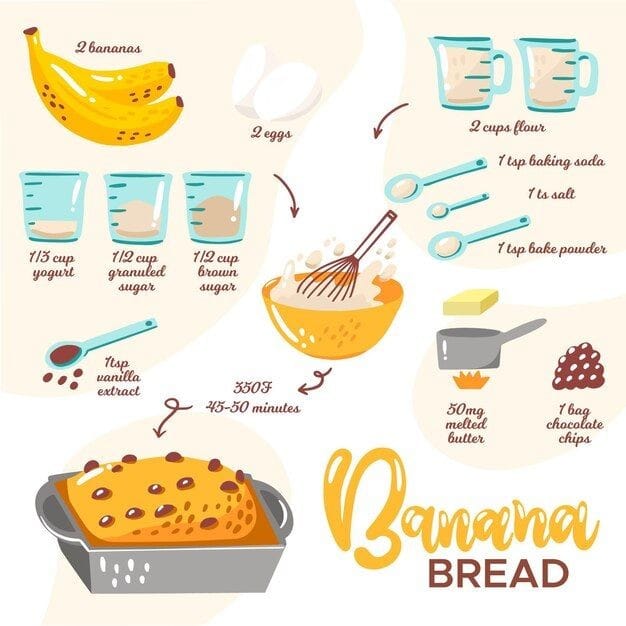 2 bananas
2 eggs
2 cups flour
1 tsp baking soda
1 ts salt
1 tsp bake powder
1/3 cup
yogurt
1/2 cup
granuled
sugar
1/2 cup
brown
sugar
1tsp
vanilla
extract
350F
45-50 minutes
50mg
melted
butter
1 bag
chocolate
chips
Banana
BREAD